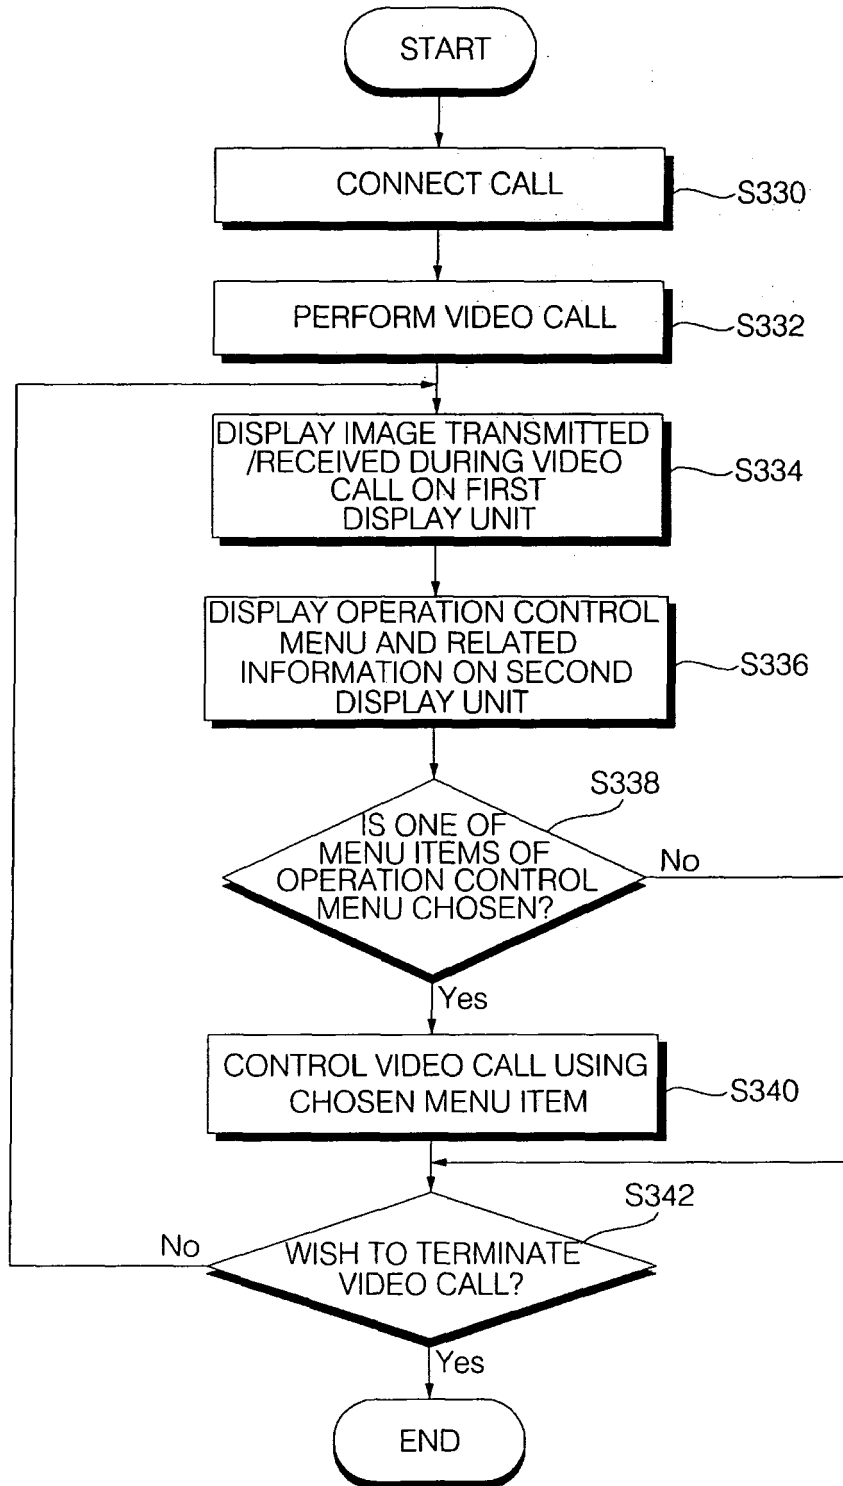 START
CONNECT CALL
S330
PERFORM VIDEO CALL
S332
DISPLAY IMAGE TRANSMITTED
/RECEIVED DURING VIDEO
CALL ON FIRST
DISPLAY UNIT
S334
DISPLAY OPERATION CONTROL
MENU AND RELATED
INFORMATION ON SECOND
DISPLAY UNIT
S336
S338
IS ONE OF
MENU ITEMS OF
OPERATION CONTROL
MENU CHOSEN?
No
Yes
CONTROL VIDEO CALL USING
CHOSEN MENU ITEM
S340
S342
No
WISH TO TERMINATE
VIDEO CALL?
Yes
END